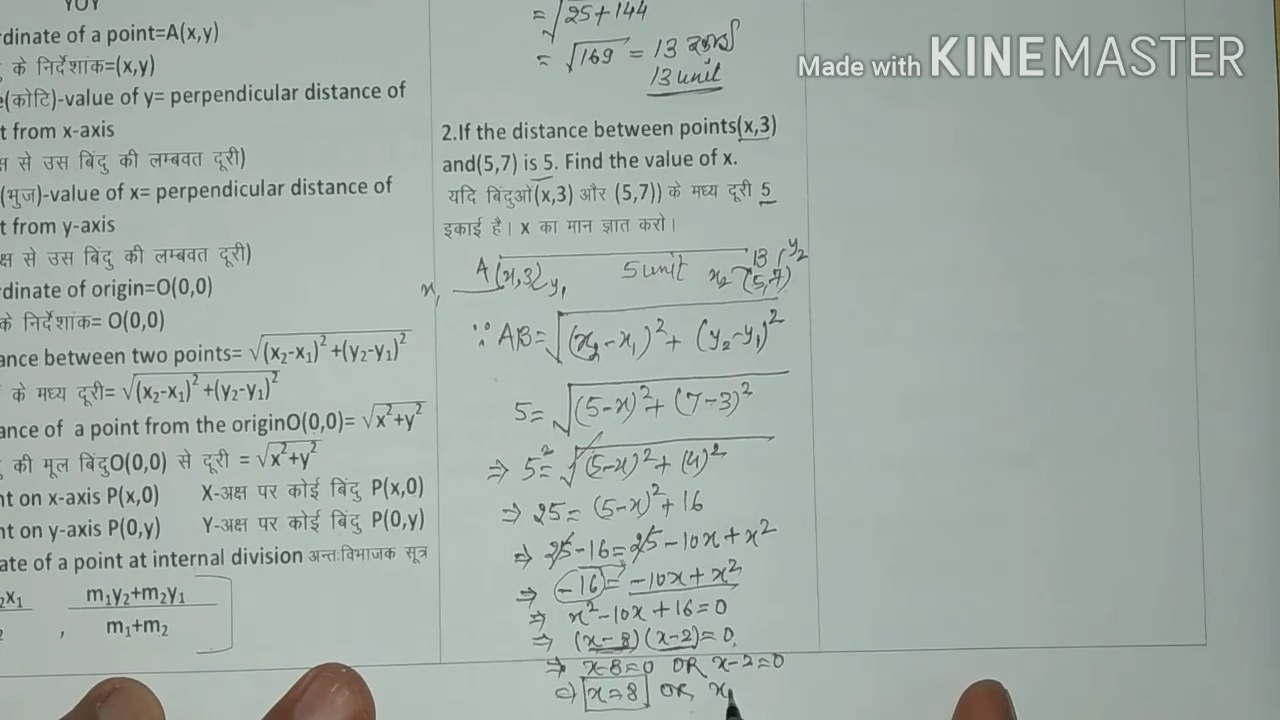 YOY
dinate of a point=A(x,y)
के निर्देशांक=(x,y)
e(कोटि)-value of y= perpendicular distance of
t from x-axis
क्ष से उस बिंदु की लम्बवत दूरी)
(भुज)-value of x= perpendicular distance of
t from y-axis
क्ष से उस बिंदु की लम्बवत दूरी)
dinate of origin=O(0,0)
के निर्देशांक= O(0,0)
ance between two points= √(x₂-x₁)²+(y₂-y₁)²
के मध्य दूरी= √(x₂-x₁)²+(y₂-y₁)²
ance of a point from the originO(0,0)= √x²+y²
की मूल बिंदुO(0,0) से दूरी = √x²+y²
nt on x-axis P(x,0) X-अक्ष पर कोई बिंदु P(x,0)
nt on y-axis P(0,y) Y-अक्ष पर कोई बिंदु P(0,y)
ate of a point at internal division अन्तःविभाजक सूत्र
2x₁ , m₁y₂+m₂y₁
2 m₁+m₂
= √25+144
= √169 = 13 इकाई
13 unit
2.If the distance between points(x,3)
and(5,7) is 5. Find the value of x.
यदि बिंदुओं(x,3) और (5,7)) के मध्य दूरी 5
इकाई है। x का मान ज्ञात करो।
A(x,3) 5 unit B(5,7)
x₁ y₁ x₂ y₂
∵ AB=√(x₂-x₁)²+(y₂-y₁)²
5=√(5-x)²+(7-3)²
⇒ 5²=√(5-x)²+(4)²
⇒ 25=(5-x)²+16
⇒ 25-16=25-10x+x²
⇒ -16=-10x+x²
⇒ x²-10x+16=0
⇒ (x-8)(x-2)=0
⇒ x-8=0 OR x-2=0
x=8 OR x
Made with KINEMASTER